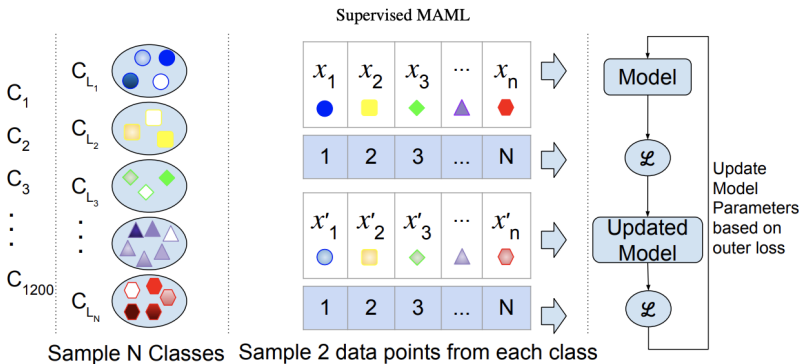 Supervised MAML
C1
C2
C3
.
.
.
C1200
CL1
CL2
CL3
CLN
Sample N Classes
x1 x2 x3 ... xn
1 2 3 ... N
x'1 x'2 x'3 ... x'n
1 2 3 ... N
Sample 2 data points from each class
Model
ℒ
Updated
Model
ℒ
Update
Model
Parameters
based on
outer loss